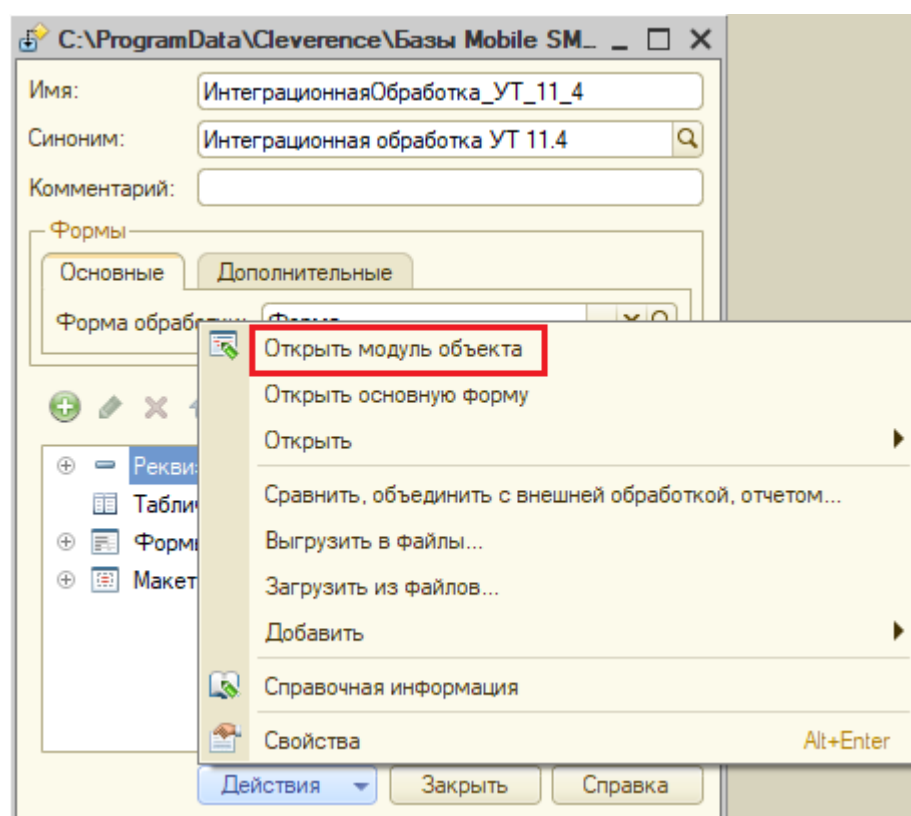 C:\ProgramData\Cleverence\Базы Mobile SM...
Имя: ИнтеграционнаяОбработка_УТ_11_4
Синоним: Интеграционная обработка УТ 11.4
Комментарий:
Формы
Основные Дополнительные
Открыть модуль объекта
Открыть основную форму
Открыть
Сравнить, объединить с внешней обработкой, отчетом...
Выгрузить в файлы...
Загрузить из файлов...
Добавить
Справочная информация
Свойства Alt+Enter
Действия Закрыть Справка